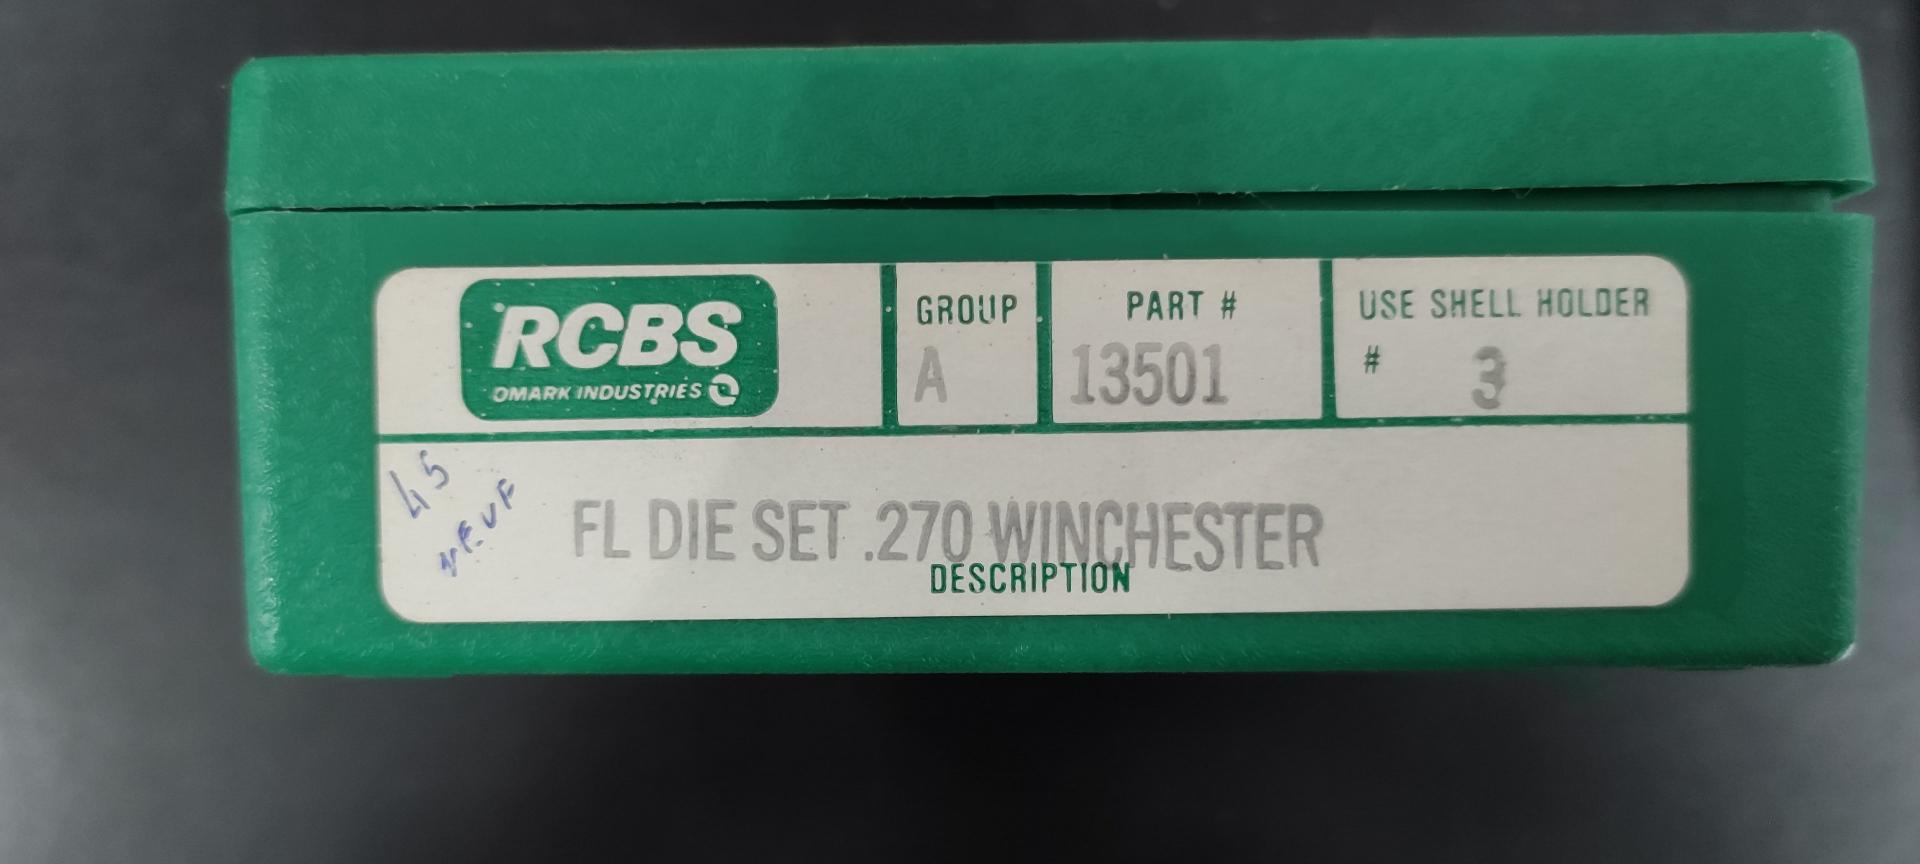 RCBS
OMARK INDUSTRIES
GROUP
A
PART #
13501
USE SHELL HOLDER
# 3
45
NEUF
FL DIE SET .270 WINCHESTER
DESCRIPTION